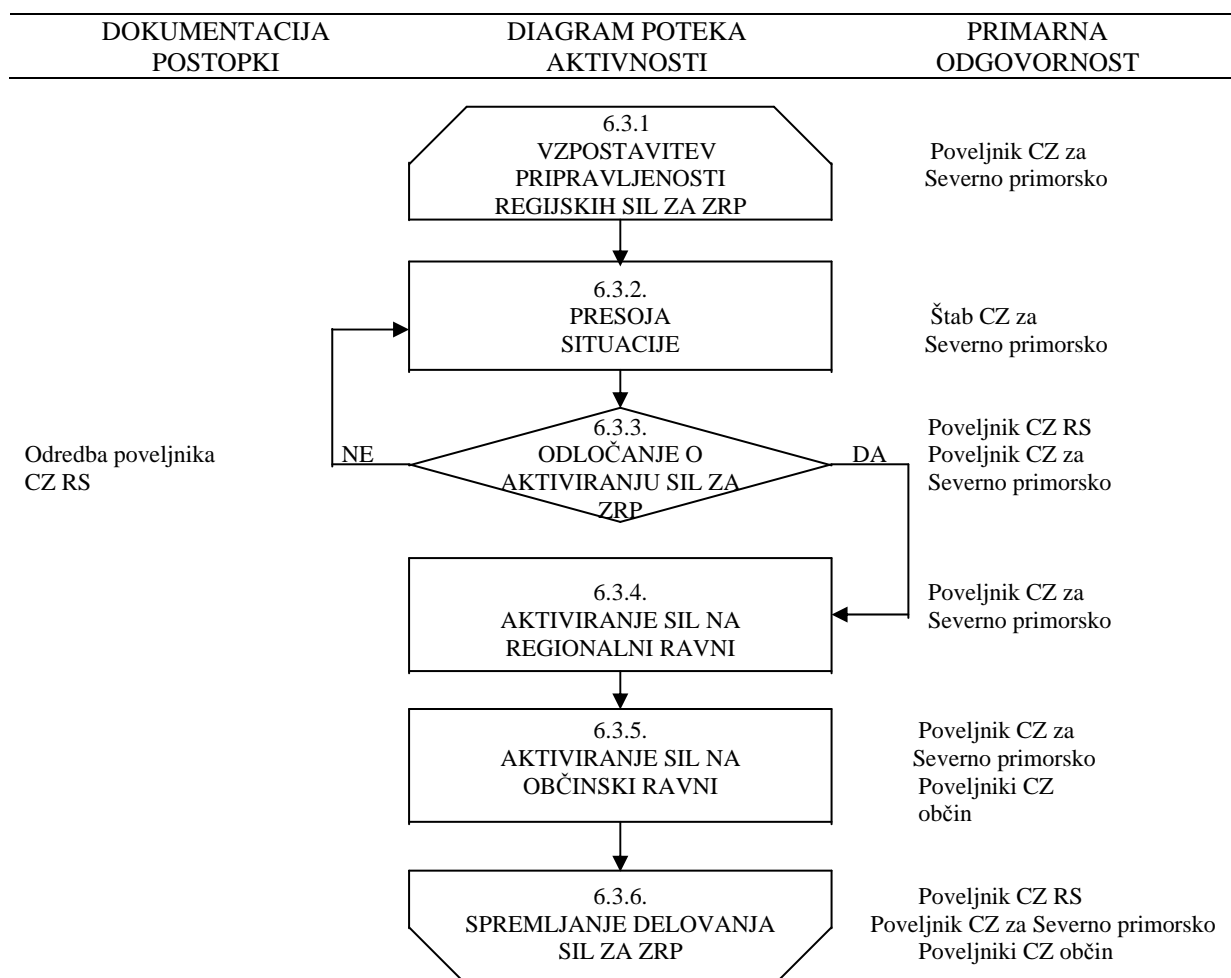 DOKUMENTACIJA
POSTOPKI
DIAGRAM POTEKA
AKTIVNOSTI
PRIMARNA
ODGOVORNOST
6.3.1
VZPOSTAVITEV
PRIPRAVLJENOSTI
REGIJSKIH SIL ZA ZRP
Poveljnik CZ za
Severno primorsko
6.3.2.
PRESOJA
SITUACIJE
Štab CZ za
Severno primorsko
Odredba poveljnika
CZ RS
NE
6.3.3.
ODLOČANJE O
AKTIVIRANJU SIL ZA
ZRP
DA
Poveljnik CZ RS
Poveljnik CZ za
Severno primorsko
6.3.4.
AKTIVIRANJE SIL NA
REGIONALNI RAVNI
Poveljnik CZ za
Severno primorsko
6.3.5.
AKTIVIRANJE SIL NA
OBČINSKI RAVNI
Poveljnik CZ za
Severno primorsko
Poveljniki CZ
občin
6.3.6.
SPREMLJANJE DELOVANJA
SIL ZA ZRP
Poveljnik CZ RS
Poveljnik CZ za Severno primorsko
Poveljniki CZ občin